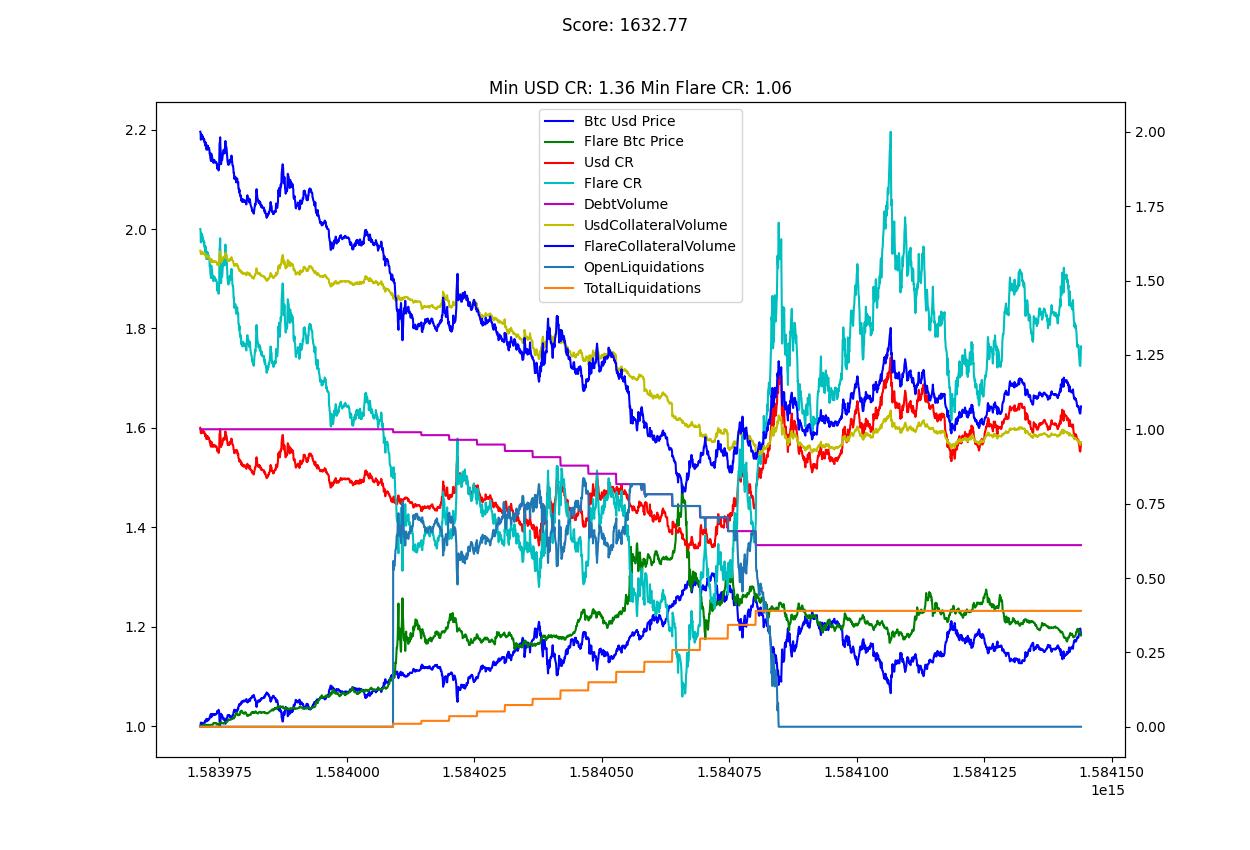 Score: 1632.77
Min USD CR: 1.36 Min Flare CR: 1.06
Btc Usd Price
Flare Btc Price
Usd CR
Flare CR
DebtVolume
UsdCollateralVolume
FlareCollateralVolume
OpenLiquidations
TotalLiquidations
2.2
2.0
1.8
1.6
1.4
1.2
1.0
2.00
1.75
1.50
1.25
1.00
0.75
0.50
0.25
0.00
1.583975 1.584000 1.584025 1.584050 1.584075 1.584100 1.584125 1.584150
1e15